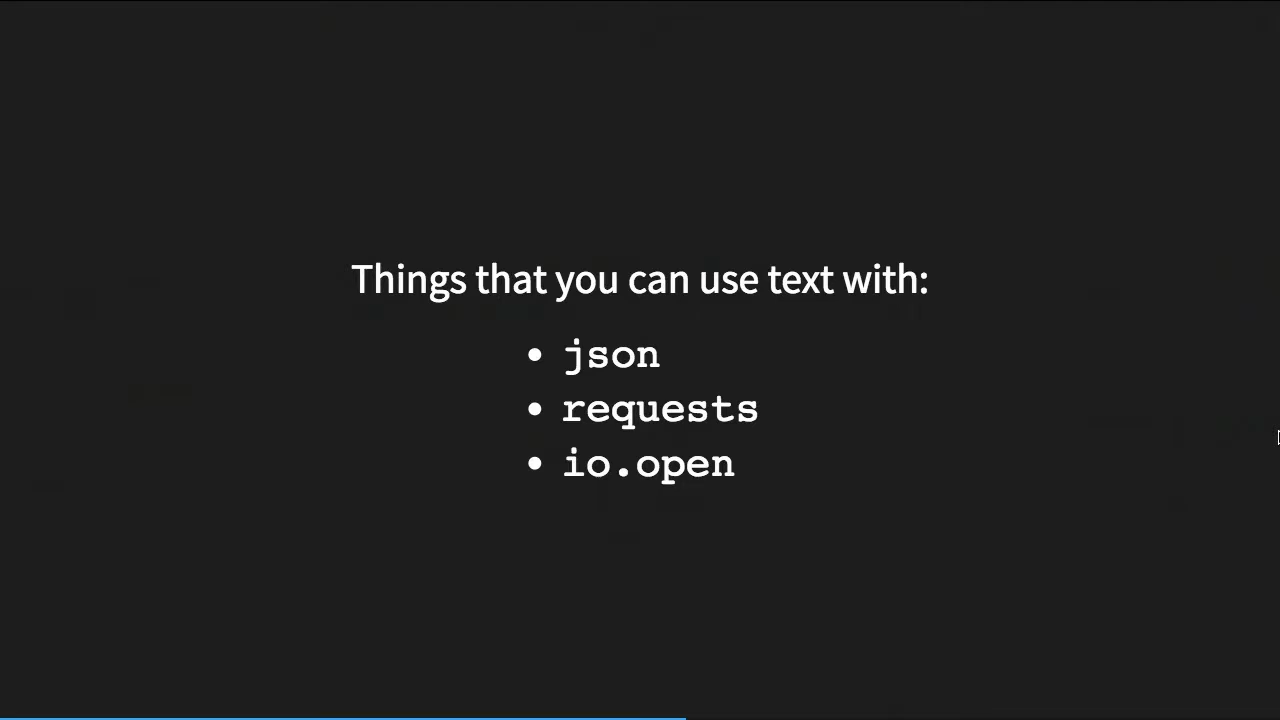 Things that you can use text with:
• json
• requests
• io.open